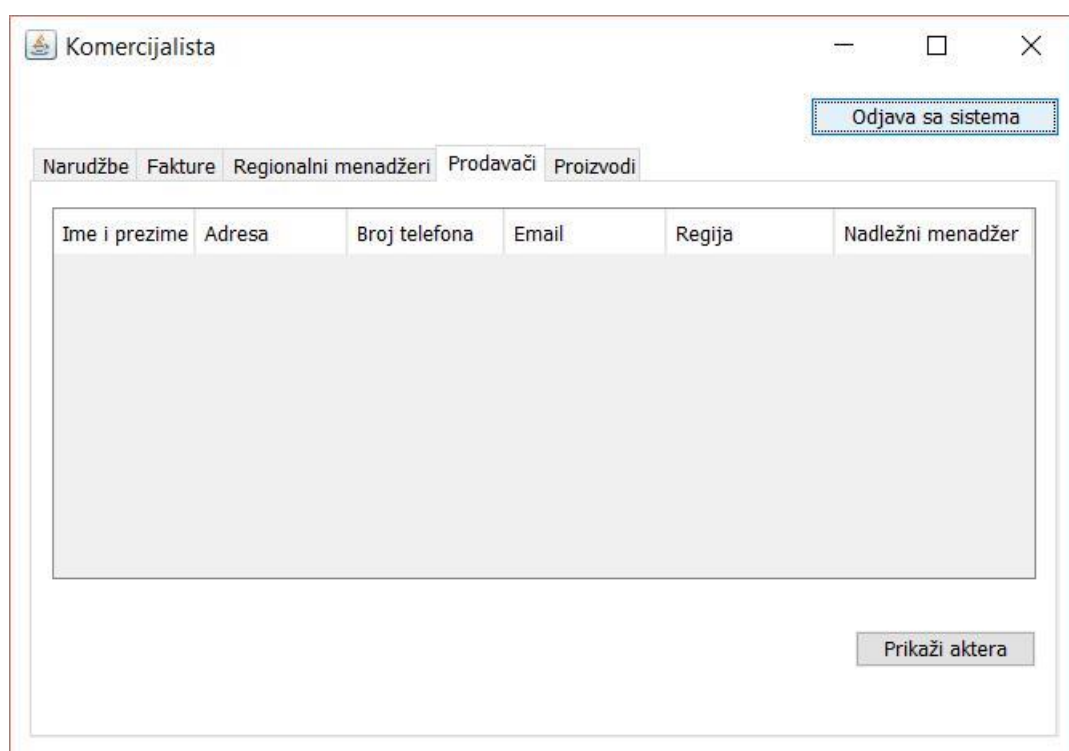 Komercijalista
Odjava sa sistema
Narudžbe Fakture Regionalni menadžeri Prodavači Proizvodi
Ime i prezime Adresa Broj telefona Email Regija Nadležni menadžer
Prikaži aktera